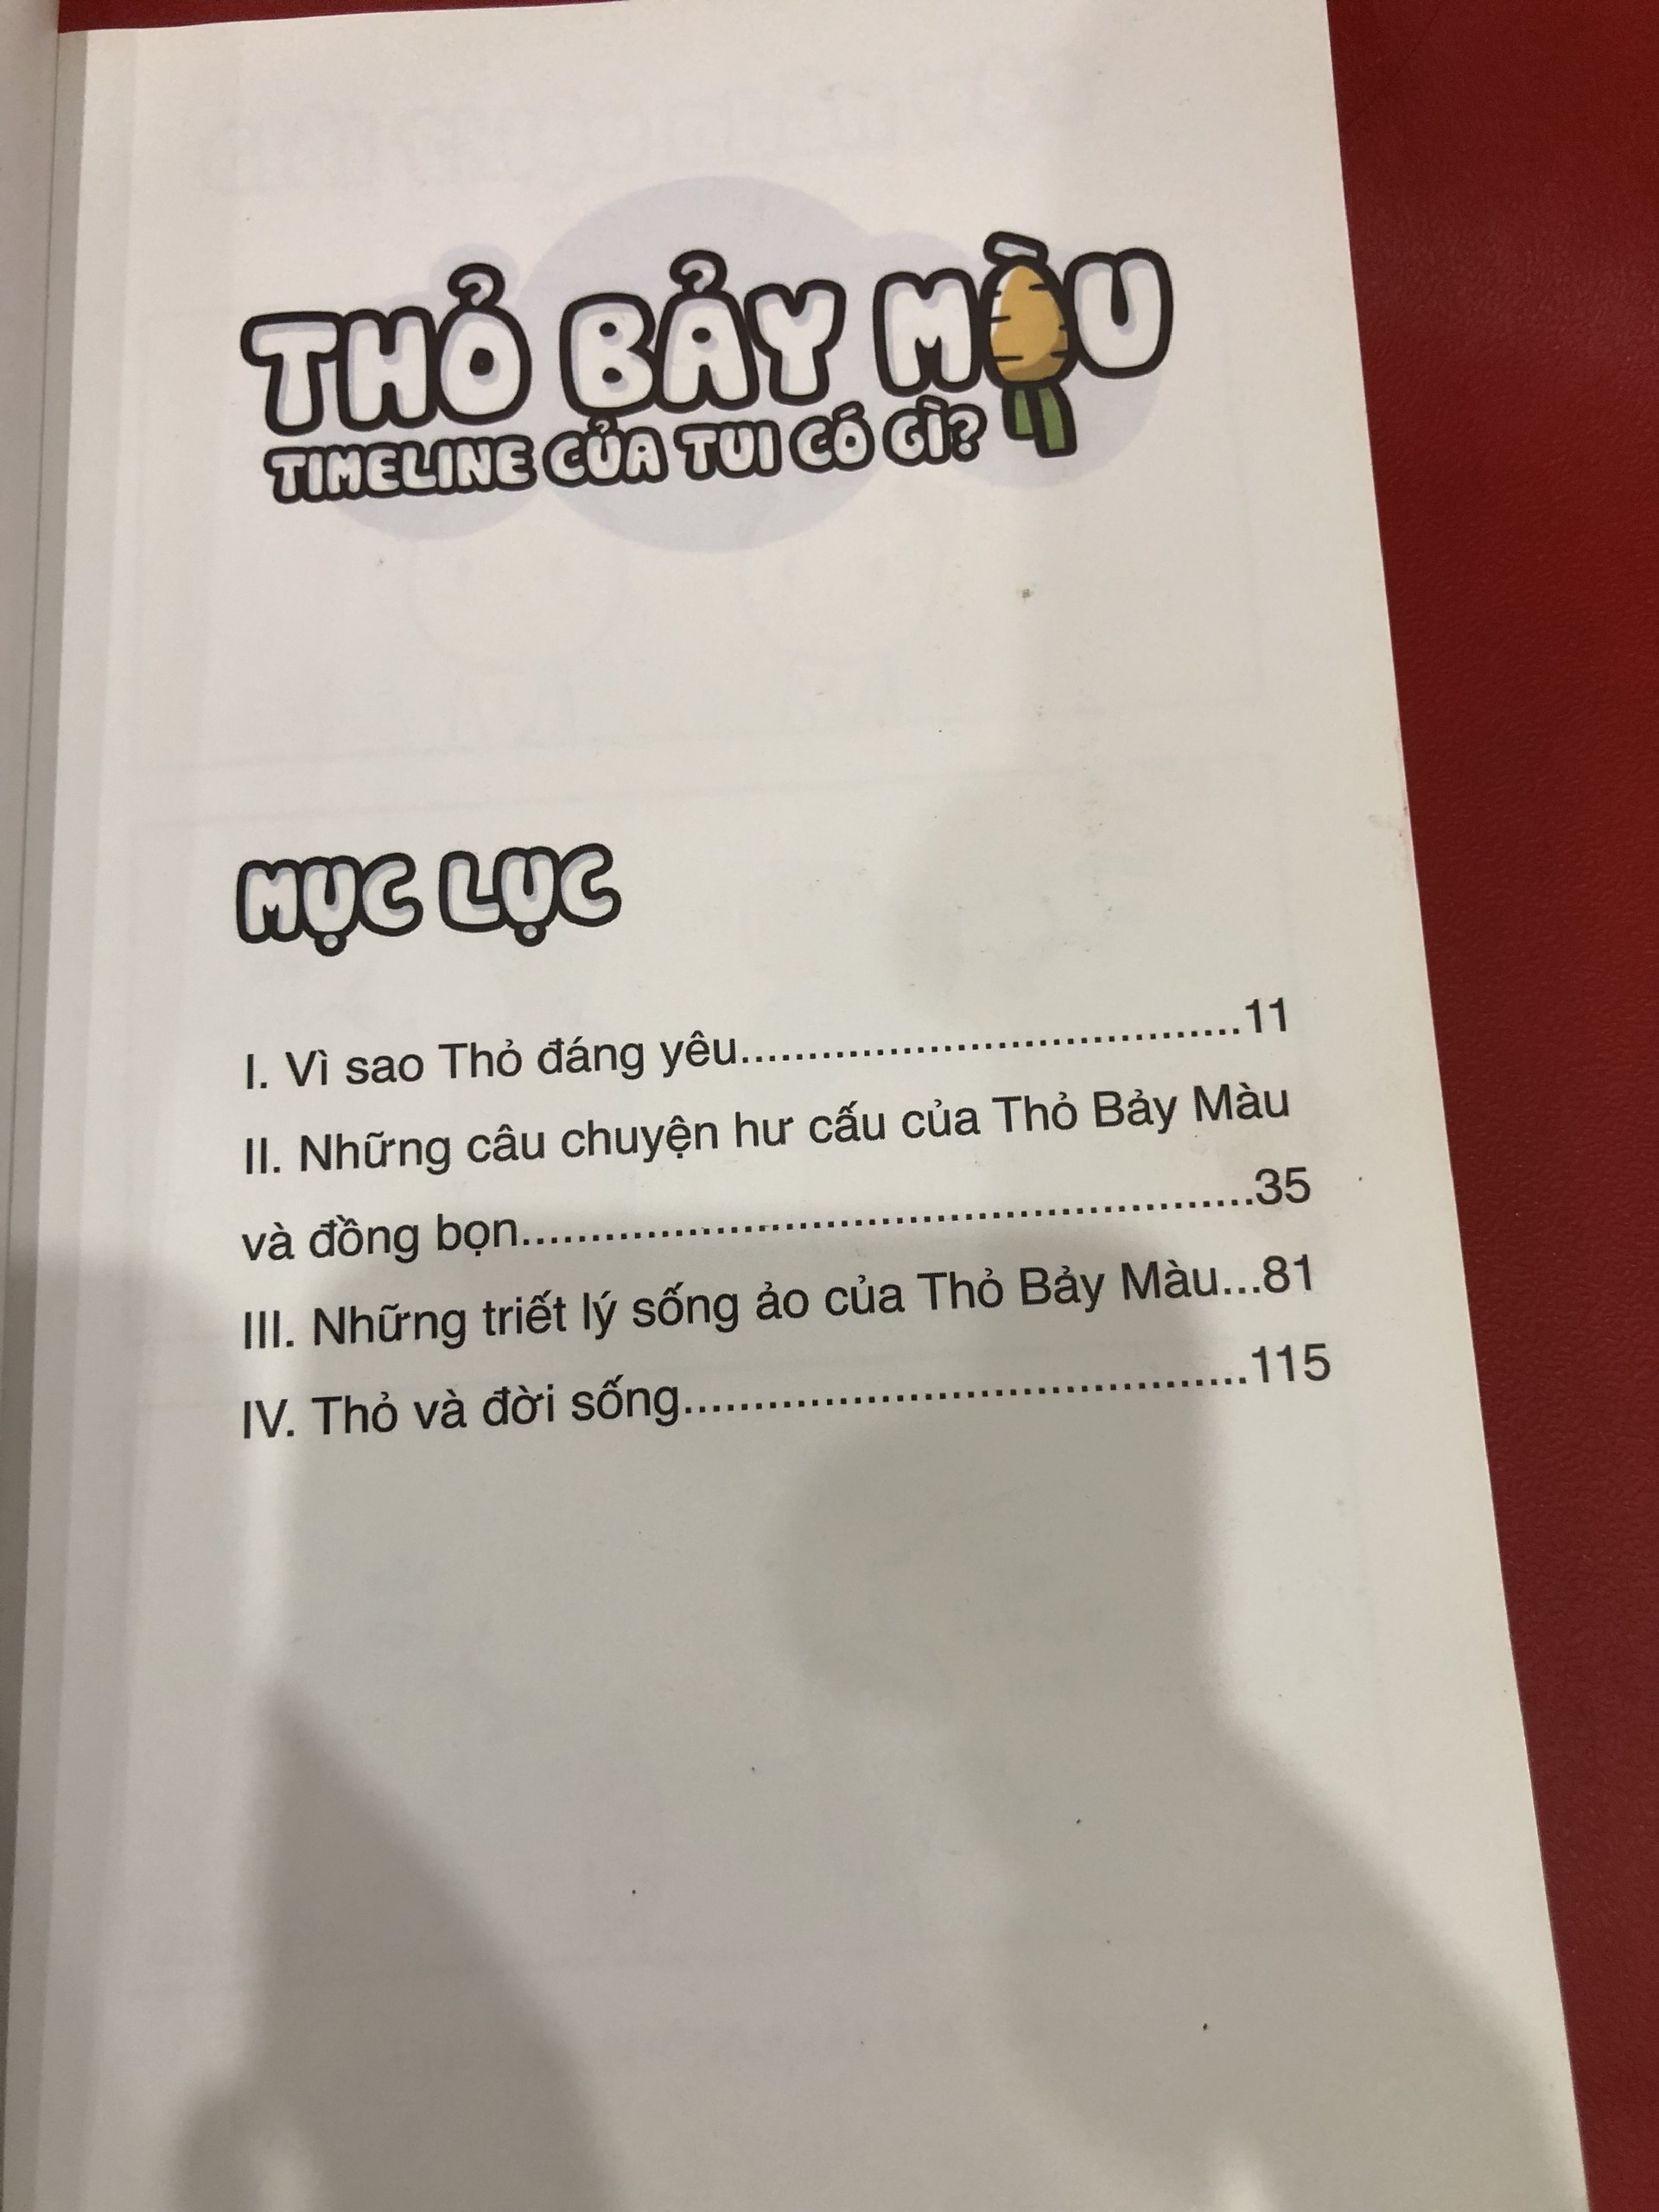 THỎ BẢY MÀU
TIMELINE CỦA TUI CÓ GÌ?
MỤC LỤC
I. Vì sao Thỏ đáng yêu.....................................11
II. Những câu chuyện hư cấu của Thỏ Bảy Màu
và đồng bọn......................................................35
III. Những triết lý sống ảo của Thỏ Bảy Màu...81
IV. Thỏ và đời sống.........................................115